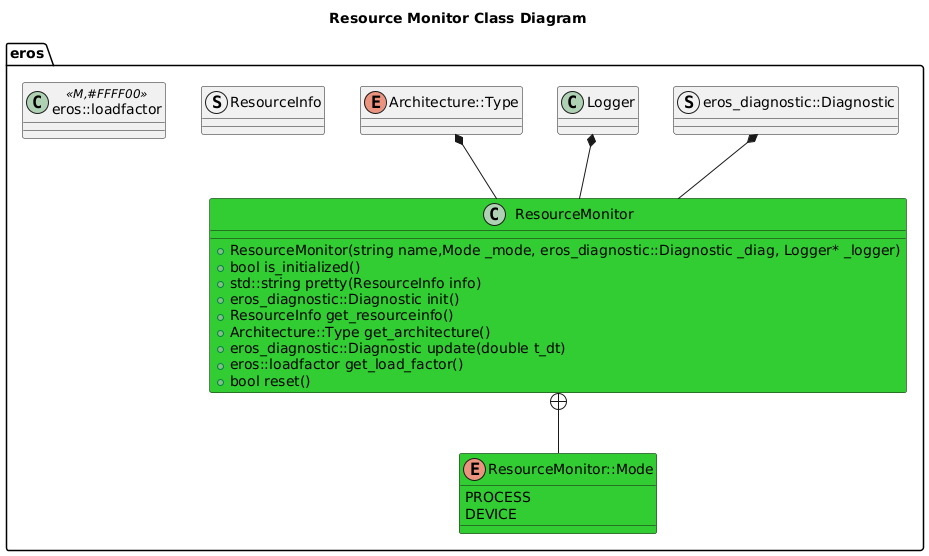 Resource Monitor Class Diagram
eros
C
«M,#FFFF00»
eros::loadfactor
S ResourceInfo
E Architecture::Type
C Logger
S eros_diagnostic::Diagnostic
C ResourceMonitor
ResourceMonitor(string name,Mode _mode, eros_diagnostic::Diagnostic _diag, Logger* _logger)
bool is_initialized()
std::string pretty(ResourceInfo info)
eros_diagnostic::Diagnostic init()
ResourceInfo get_resourceinfo()
Architecture::Type get_architecture()
eros_diagnostic::Diagnostic update(double t_dt)
eros::loadfactor get_load_factor()
bool reset()
E ResourceMonitor::Mode
PROCESS
DEVICE